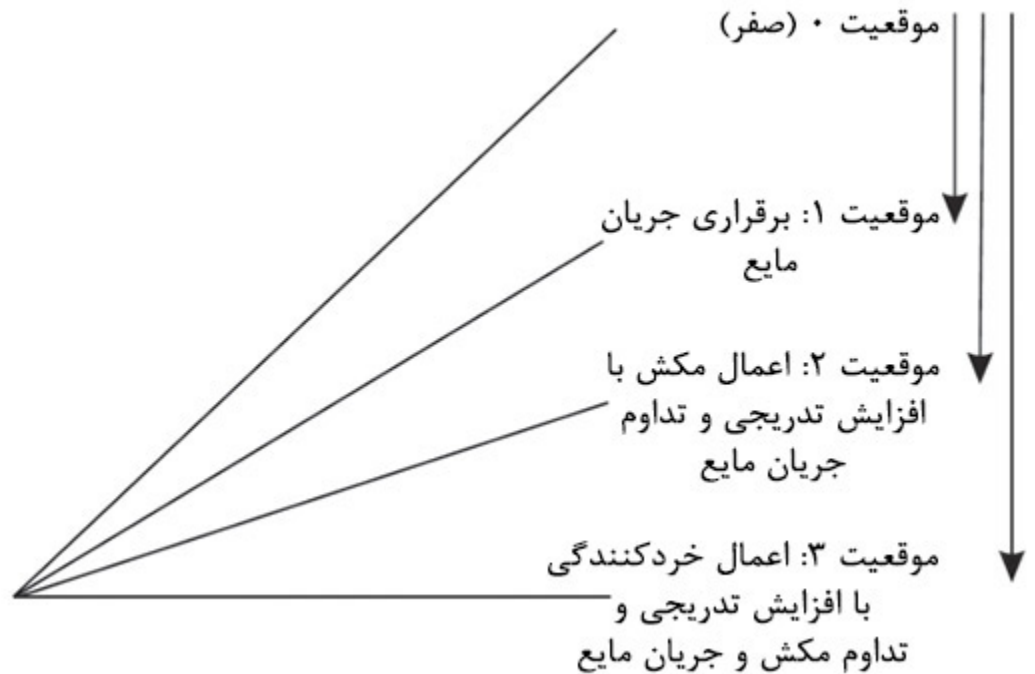 موقعیت ۰ (صفر)
موقعیت ۱: برقراری جریان
مایع
موقعیت ۲: اعمال مکش با
افزایش تدریجی و تداوم
جریان مایع
موقعیت ۳: اعمال خردکنندگی
با افزایش تدریجی و
تداوم مکش و جریان مایع